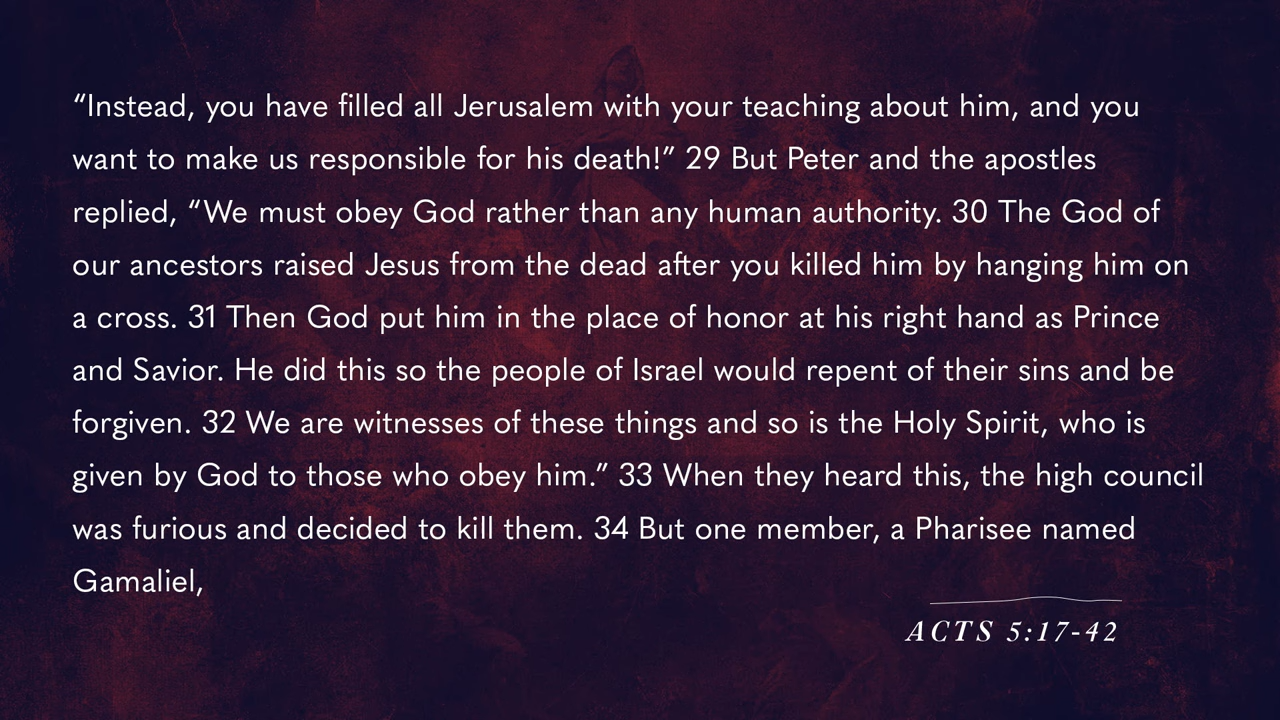 “Instead, you have filled all Jerusalem with your teaching about him, and you
want to make us responsible for his death!” 29 But Peter and the apostles
replied, “We must obey God rather than any human authority. 30 The God of
our ancestors raised Jesus from the dead after you killed him by hanging him on
a cross. 31 Then God put him in the place of honor at his right hand as Prince
and Savior. He did this so the people of Israel would repent of their sins and be
forgiven. 32 We are witnesses of these things and so is the Holy Spirit, who is
given by God to those who obey him.” 33 When they heard this, the high council
was furious and decided to kill them. 34 But one member, a Pharisee named
Gamaliel,
ACTS 5:17-42